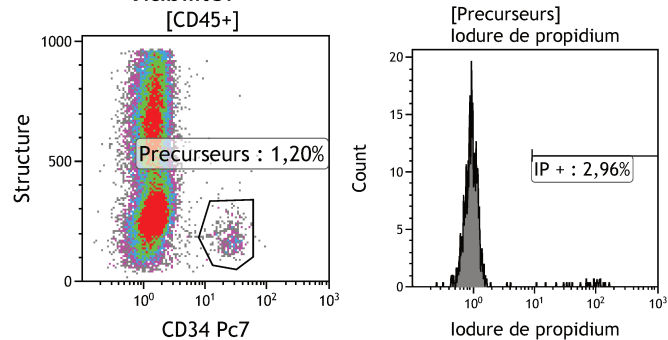 [CD45+]
1000
500
0
Structure
Precurseurs : 1,20%
10⁰ 10¹ 10² 10³
CD34 Pc7
[Precurseurs]
Iodure de propidium
20
15
10
5
0
Count
IP + : 2,96%
10⁰ 10¹ 10² 10³
Iodure de propidium